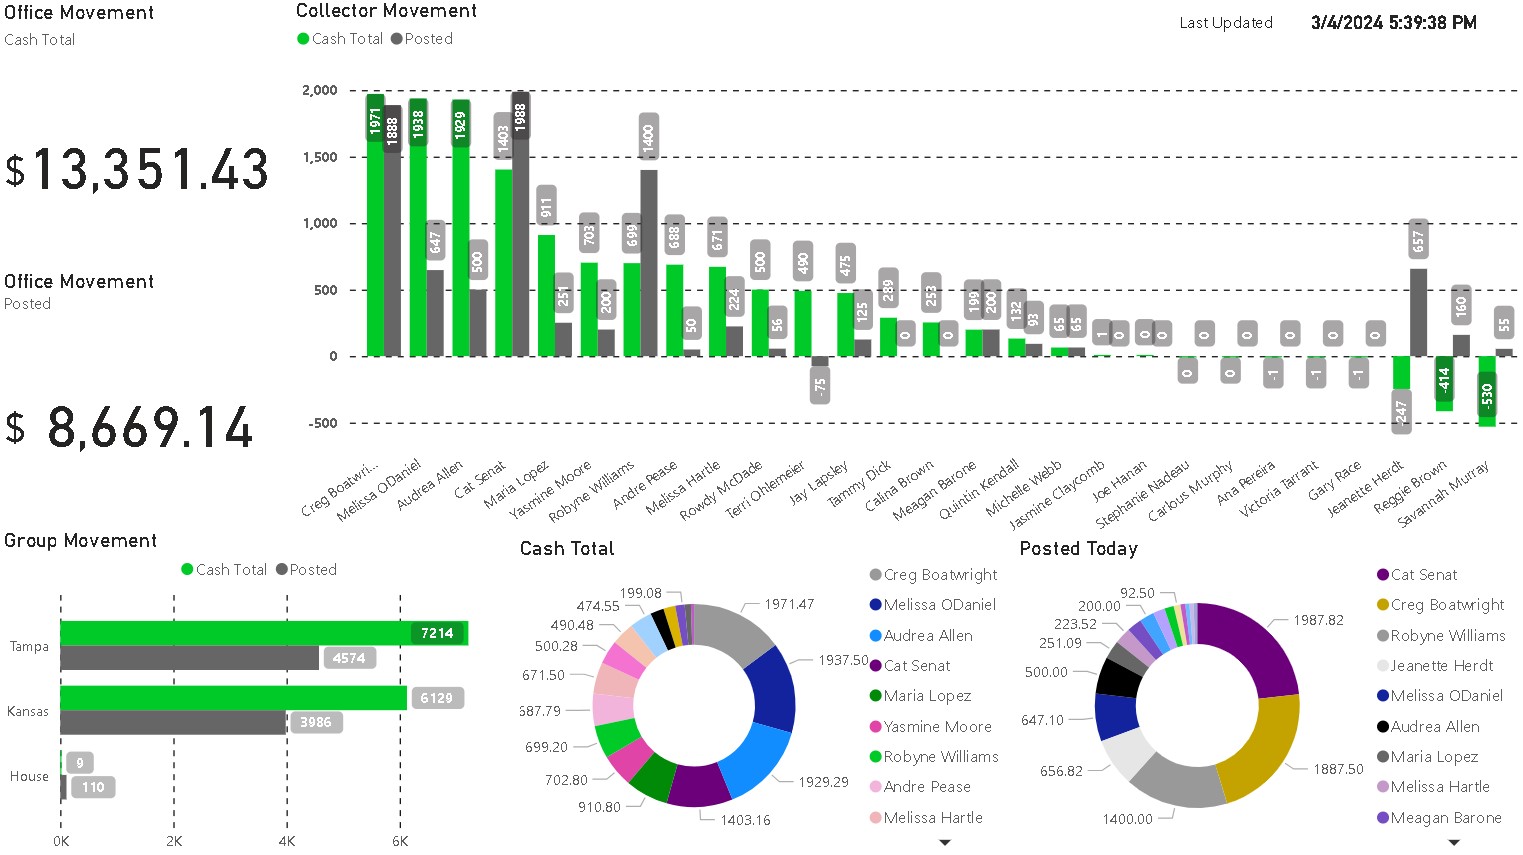 Office Movement
Cash Total
$13,351.43
Office Movement
Posted
$ 8,669.14
Collector Movement
Cash Total Posted
Last Updated 3/4/2024 5:39:38 PM
2,000
1,500
1,000
500
0
-500
1971 1888 1938 647 1929 500 1403 1988 911 251 703 200 699 1400 688 50 671 224 500 56 490 -75 475 125 289 0 253 0 199 200 132 93 65 65 1 0 0 0 0 0 0 0 -1 0 -1 0 -1 0 -247 657 -414 160 -530 55
Creg Boatwri...
Melissa ODaniel
Audrea Allen
Cat Senat
Maria Lopez
Yasmine Moore
Robyne Williams
Andre Pease
Melissa Hartle
Rowdy McDade
Terri Ohlemeier
Jay Lapsley
Tammy Dick
Calina Brown
Meagan Barone
Quintin Kendall
Michelle Webb
Jasmine Claycomb
Joe Hanan
Stephanie Nadeau
Carlous Murphy
Ana Pereira
Victoria Tarrant
Gary Race
Jeanette Herdt
Reggie Brown
Savannah Murray
Group Movement
Cash Total Posted
Tampa
7214
4574
Kansas
6129
3986
House
9
110
0K 2K 4K 6K
Cash Total
1971.47
1937.50
1929.29
1403.16
910.80
702.80
699.20
687.79
671.50
500.28
490.48
474.55
199.08
Creg Boatwright
Melissa ODaniel
Audrea Allen
Cat Senat
Maria Lopez
Yasmine Moore
Robyne Williams
Andre Pease
Melissa Hartle
Posted Today
1987.82
1887.50
1400.00
656.82
647.10
500.00
251.09
223.52
200.00
92.50
Cat Senat
Creg Boatwright
Robyne Williams
Jeanette Herdt
Melissa ODaniel
Audrea Allen
Maria Lopez
Melissa Hartle
Meagan Barone